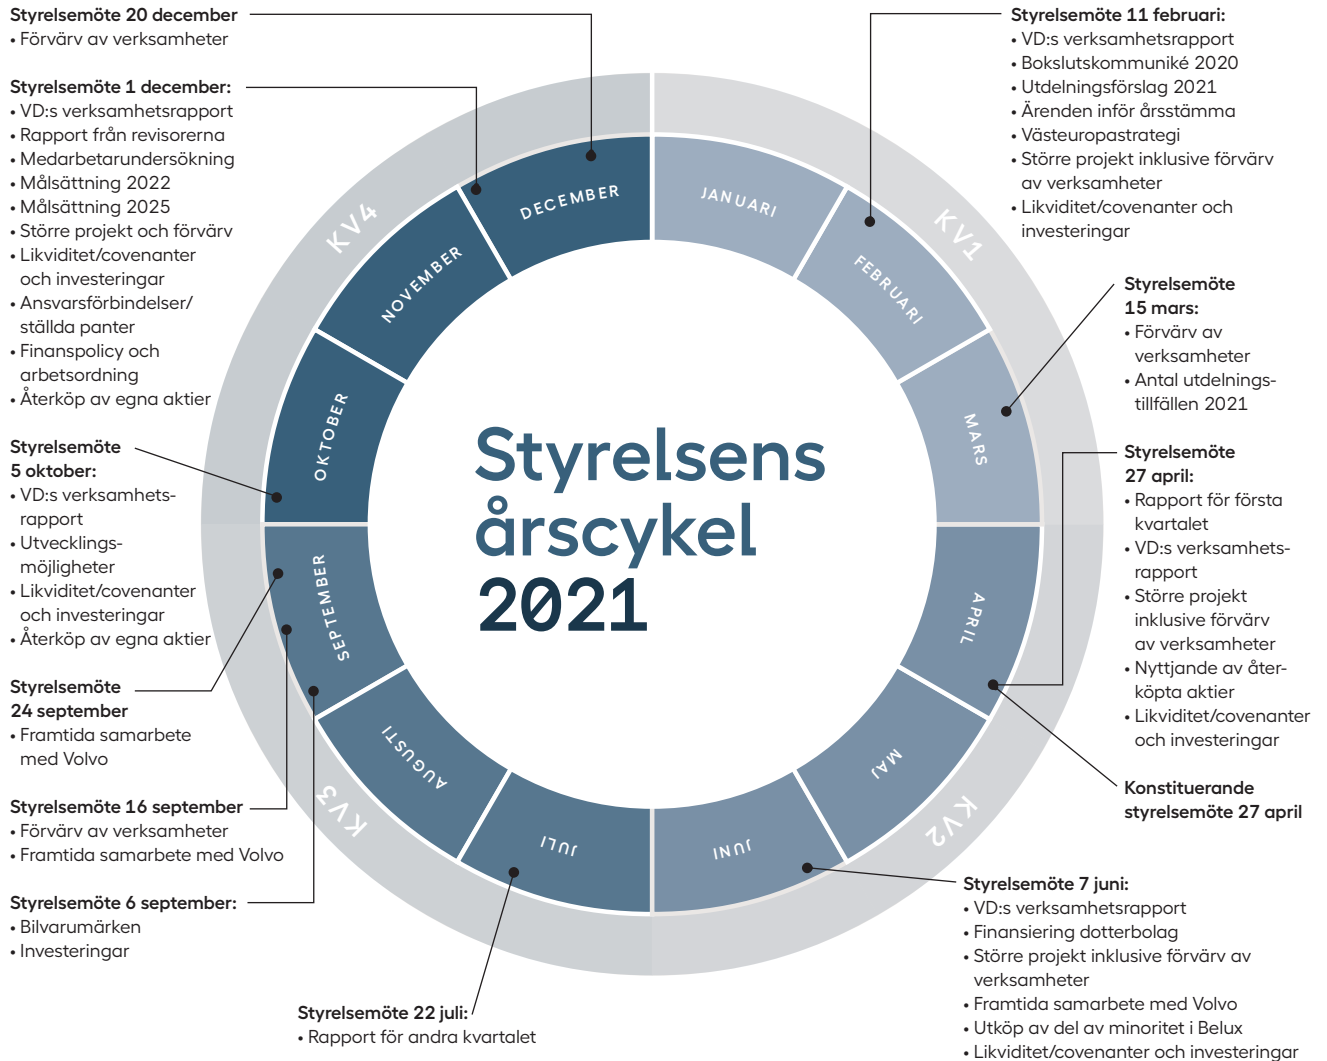 Styrelsemöte 20 december
• Förvärv av verksamheter
Styrelsemöte 1 december:
• VD:s verksamhetsrapport
• Rapport från revisorerna
• Medarbetarundersökning
• Målsättning 2022
• Målsättning 2025
• Större projekt och förvärv
• Likviditet/covenanter
och investeringar
• Ansvarsförbindelser/
ställda panter
• Finanspolicy och
arbetsordning
• Återköp av egna aktier
Styrelsemöte
5 oktober:
• VD:s verksamhets-
rapport
• Utvecklings-
möjligheter
• Likviditet/covenanter
och investeringar
• Återköp av egna aktier
Styrelsemöte
24 september
• Framtida samarbete
med Volvo
Styrelsemöte 16 september
• Förvärv av verksamheter
• Framtida samarbete med Volvo
Styrelsemöte 6 september:
• Bilvarumärken
• Investeringar
Styrelsemöte 22 juli:
• Rapport för andra kvartalet
Styrelsens
årscykel
2021
KV1
JANUARI
FEBRUARI
MARS
KV2
APRIL
MAJ
JUNI
KV3
JULI
AUGUSTI
SEPTEMBER
KV4
OKTOBER
NOVEMBER
DECEMBER
Styrelsemöte 11 februari:
• VD:s verksamhetsrapport
• Bokslutskommuniké 2020
• Utdelningsförslag 2021
• Ärenden inför årsstämma
• Västeuropastrategi
• Större projekt inklusive förvärv
av verksamheter
• Likviditet/covenanter och
investeringar
Styrelsemöte
15 mars:
• Förvärv av
verksamheter
• Antal utdelnings-
tillfällen 2021
Styrelsemöte
27 april:
• Rapport för första
kvartalet
• VD:s verksamhets-
rapport
• Större projekt
inklusive förvärv
av verksamheter
• Nyttjande av åter-
köpta aktier
• Likviditet/covenanter
och investeringar
Konstituerande
styrelsemöte 27 april
Styrelsemöte 7 juni:
• VD:s verksamhetsrapport
• Finansiering dotterbolag
• Större projekt inklusive förvärv av
verksamheter
• Framtida samarbete med Volvo
• Utköp av del av minoritet i Belux
• Likviditet/covenanter och investeringar